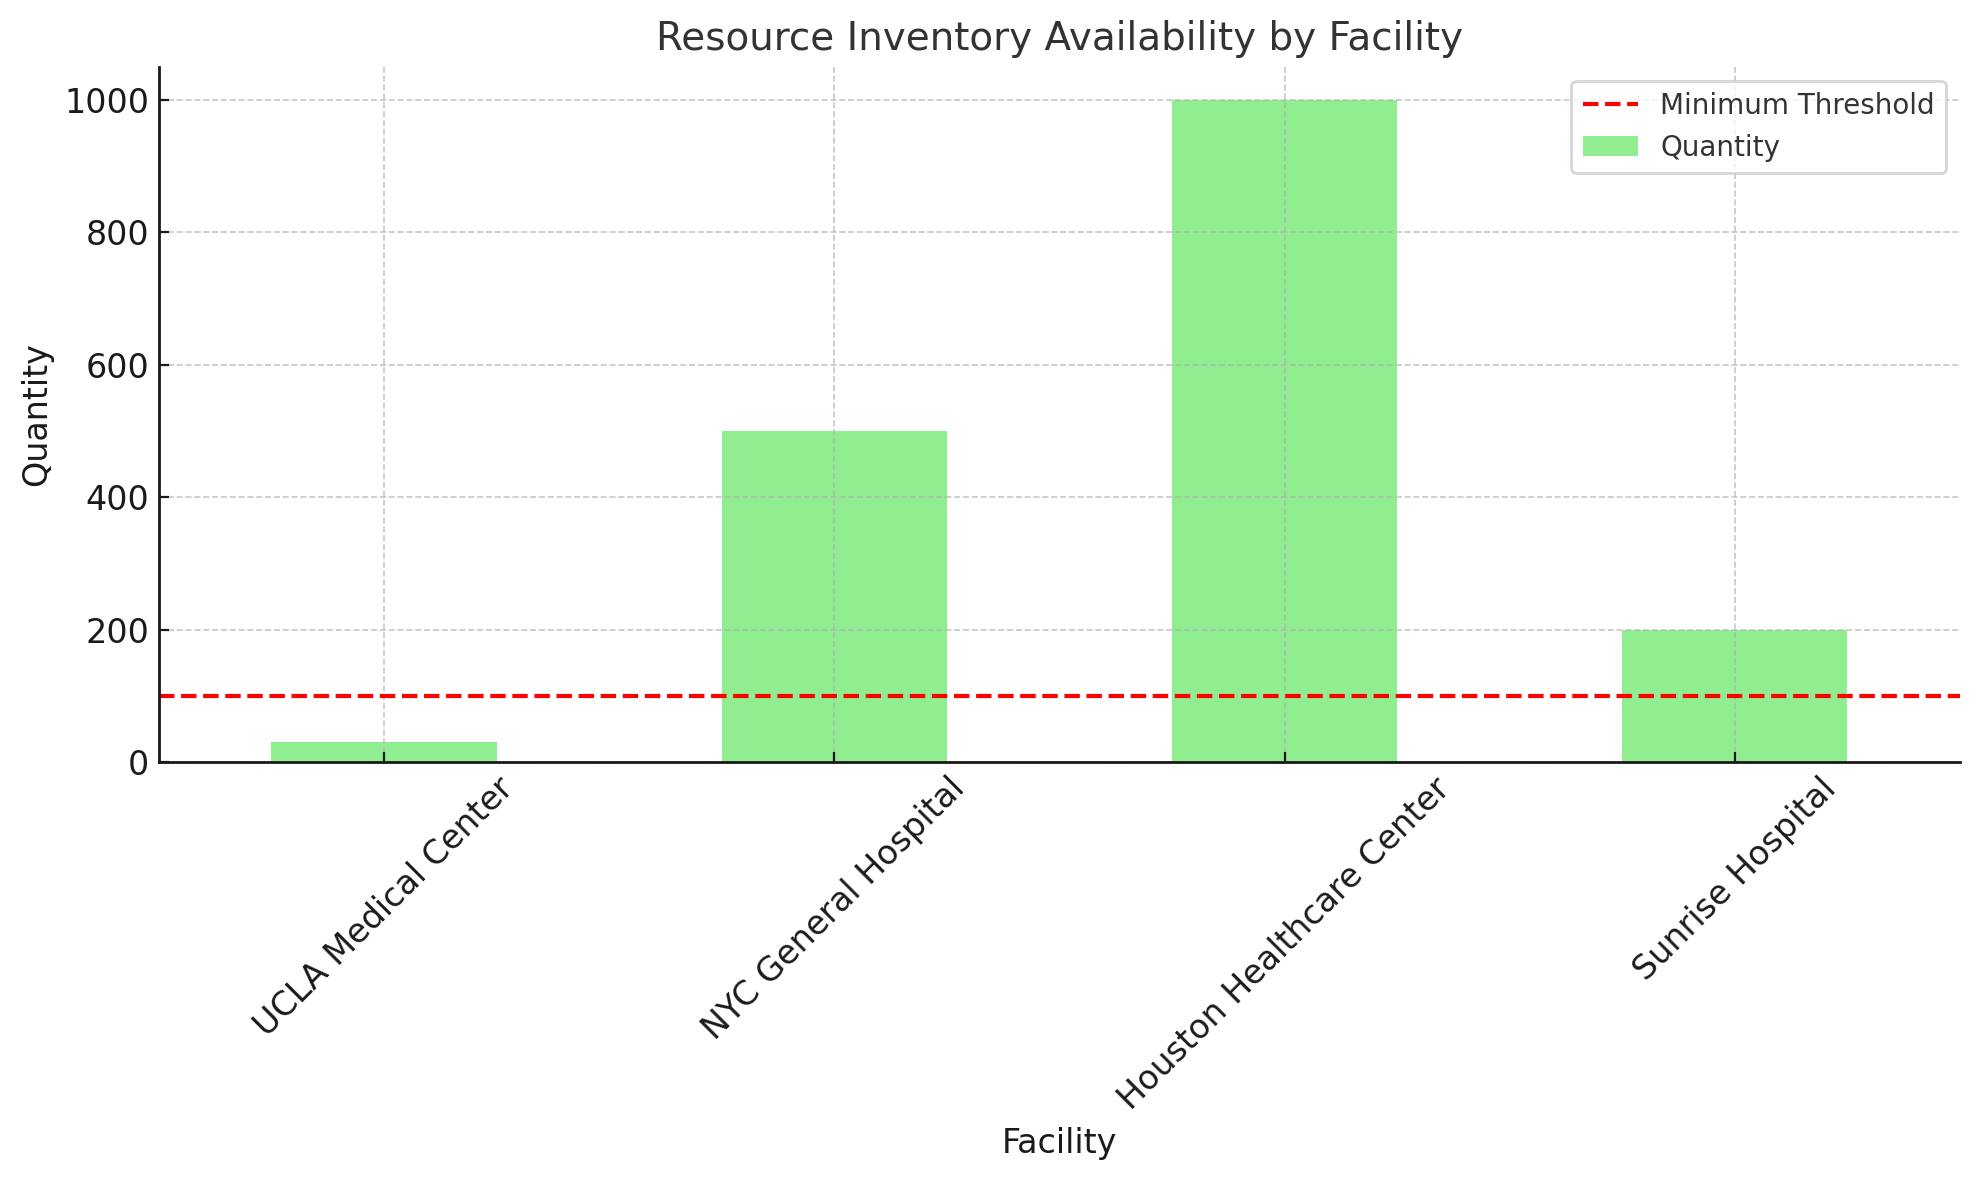 Resource Inventory Availability by Facility
Minimum Threshold
Quantity
Quantity
1000
800
600
400
200
0
UCLA Medical Center
NYC General Hospital
Houston Healthcare Center
Sunrise Hospital
Facility